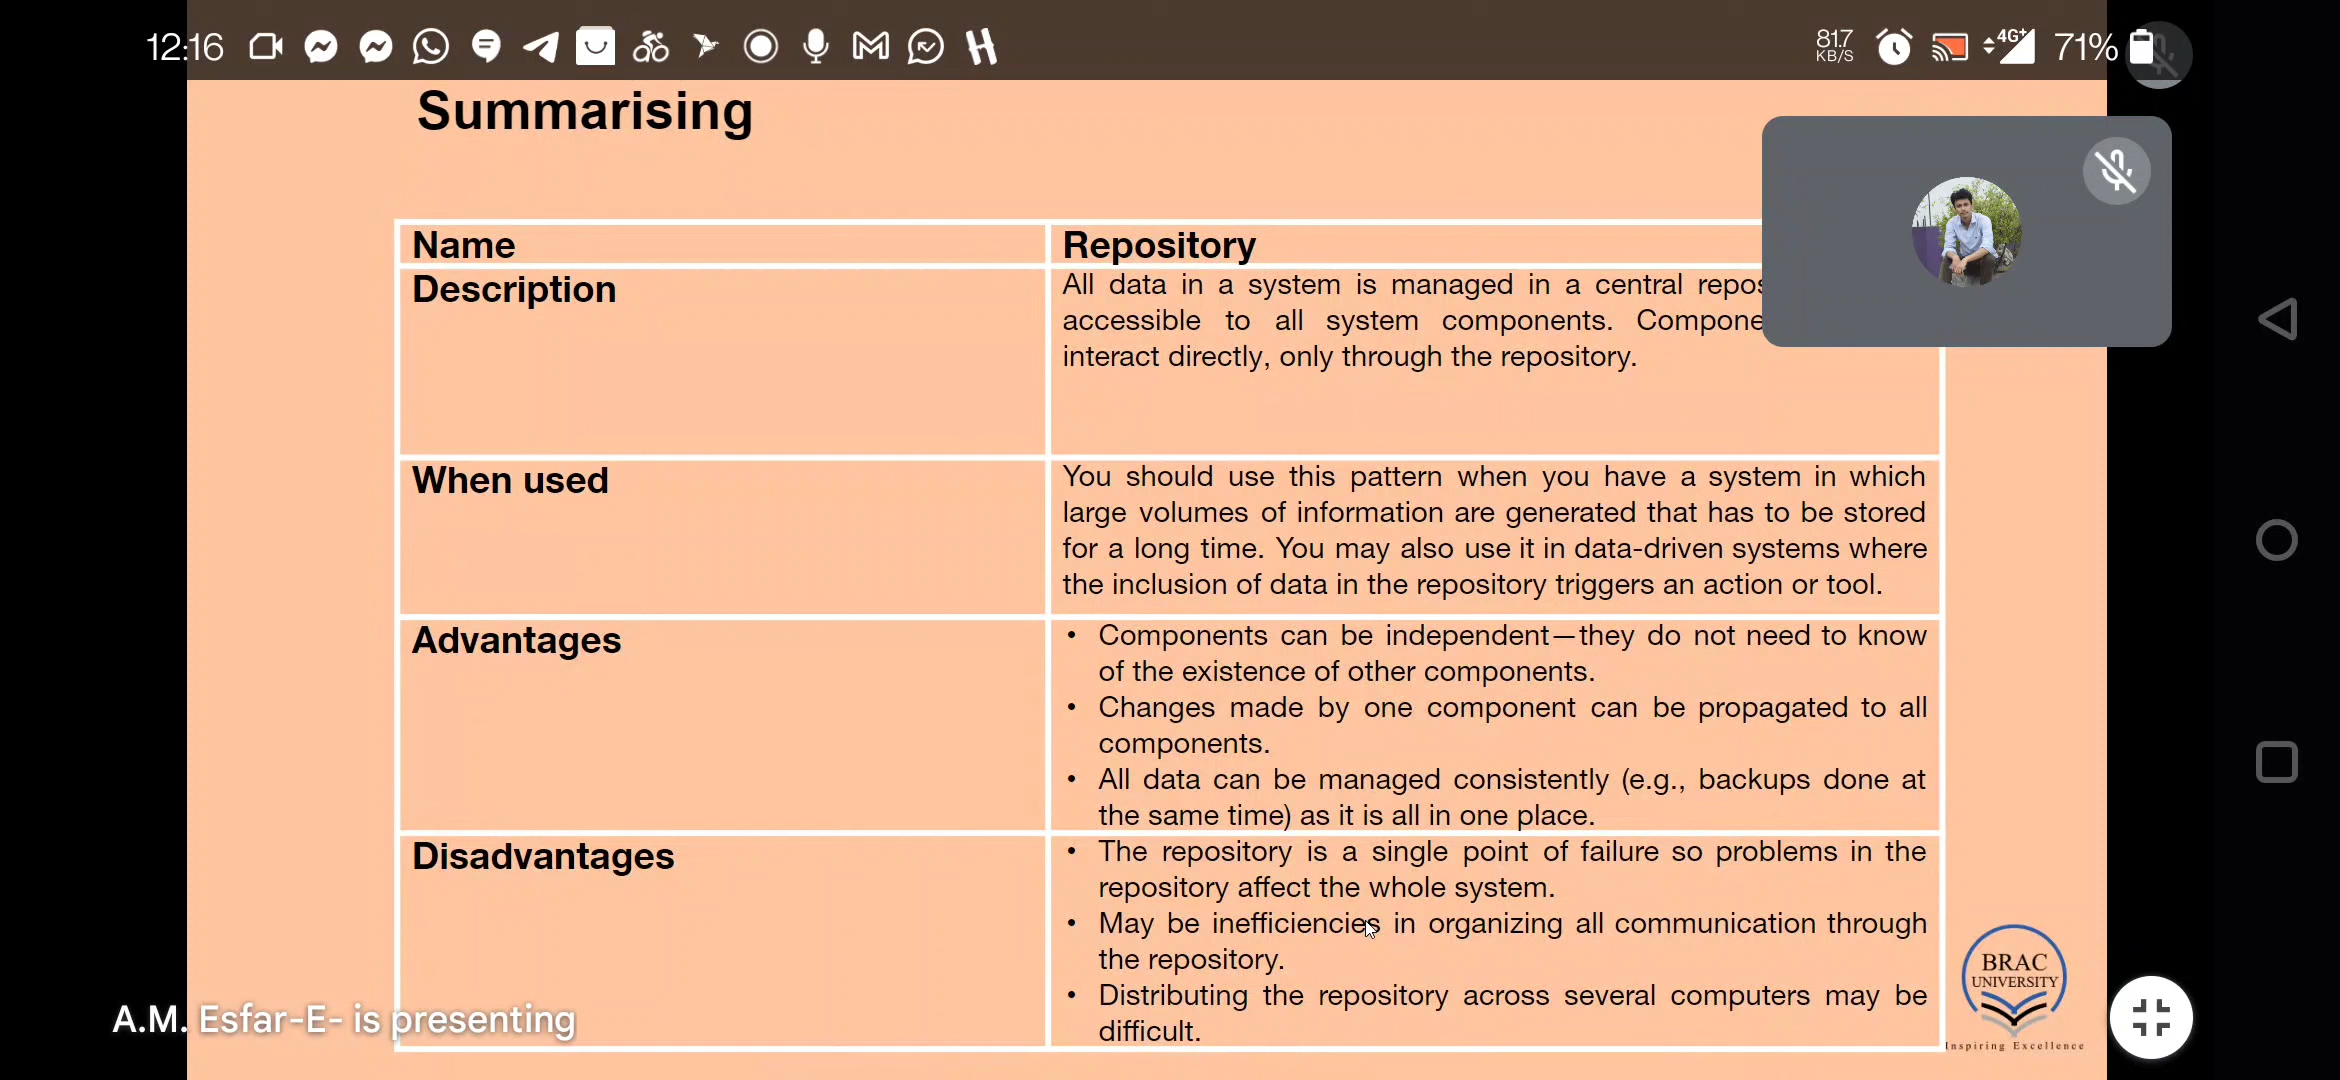 12:16
81.7
KB/S
4G+
71%
Summarising
Name
Repository
Description
All data in a system is managed in a central
accessible to all system components.
interact directly, only through the repository.
When used
You should use this pattern when you have a system in which
large volumes of information are generated that has to be stored
for a long time. You may also use it in data-driven systems where
the inclusion of data in the repository triggers an action or tool.
Advantages
• Components can be independent—they do not need to know
of the existence of other components.
• Changes made by one component can be propagated to all
components.
• All data can be managed consistently (e.g., backups done at
the same time) as it is all in one place.
Disadvantages
• The repository is a single point of failure so problems in the
repository affect the whole system.
• May be inefficiencies in organizing all communication through
the repository.
• Distributing the repository across several computers may be
difficult.
A.M. Esfar-E- is presenting
BRAC
UNIVERSITY
Inspiring Excellence